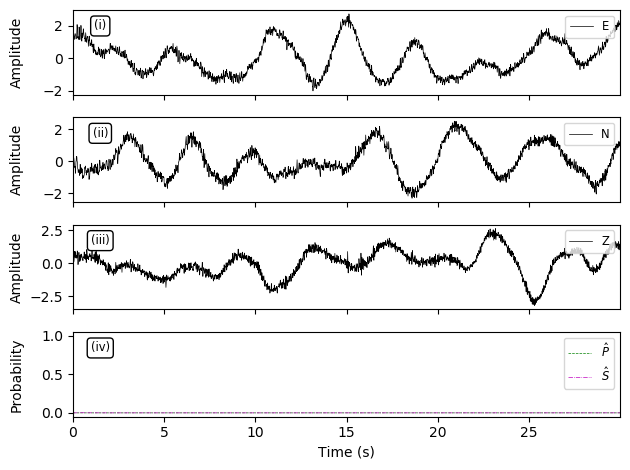 Amplitude
2
0
−2
(i)
E
Amplitude
2
0
−2
(ii)
N
Amplitude
2.5
0.0
−2.5
(iii)
Z
Probability
1.0
0.5
0.0
(iv)
P̂
Ŝ
0 5 10 15 20 25
Time (s)